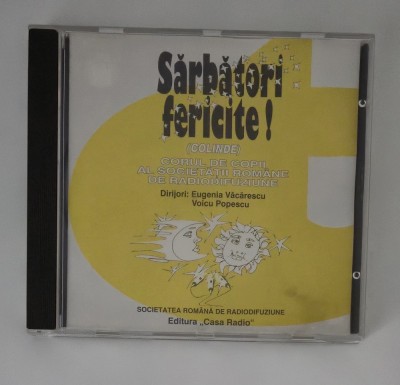 Sărbători
fericite!
(COLINDE)
CORUL DE COPII
AL SOCIETĂȚII ROMÂNE
DE RADIODIFUZIUNE
Dirijori: Eugenia Văcărescu
Voicu Popescu
SOCIETATEA ROMÂNĂ DE RADIODIFUZIUNE
Editura „Casa Radio"